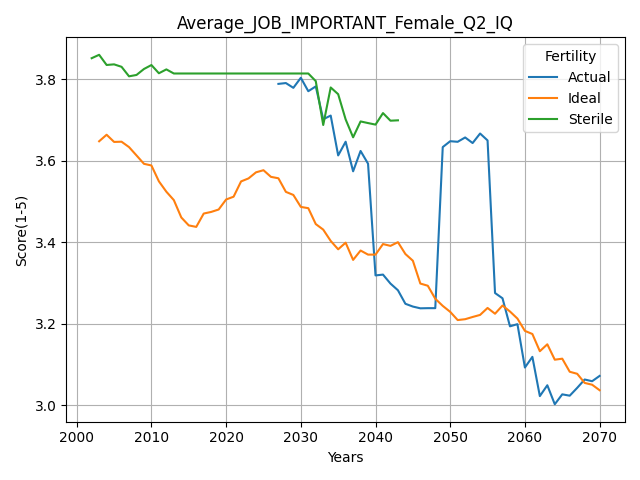 Average_JOB_IMPORTANT_Female_Q2_IQ
Fertility
Actual
Ideal
Sterile
Score(1-5)
3.8
3.6
3.4
3.2
3.0
2000 2010 2020 2030 2040 2050 2060 2070
Years